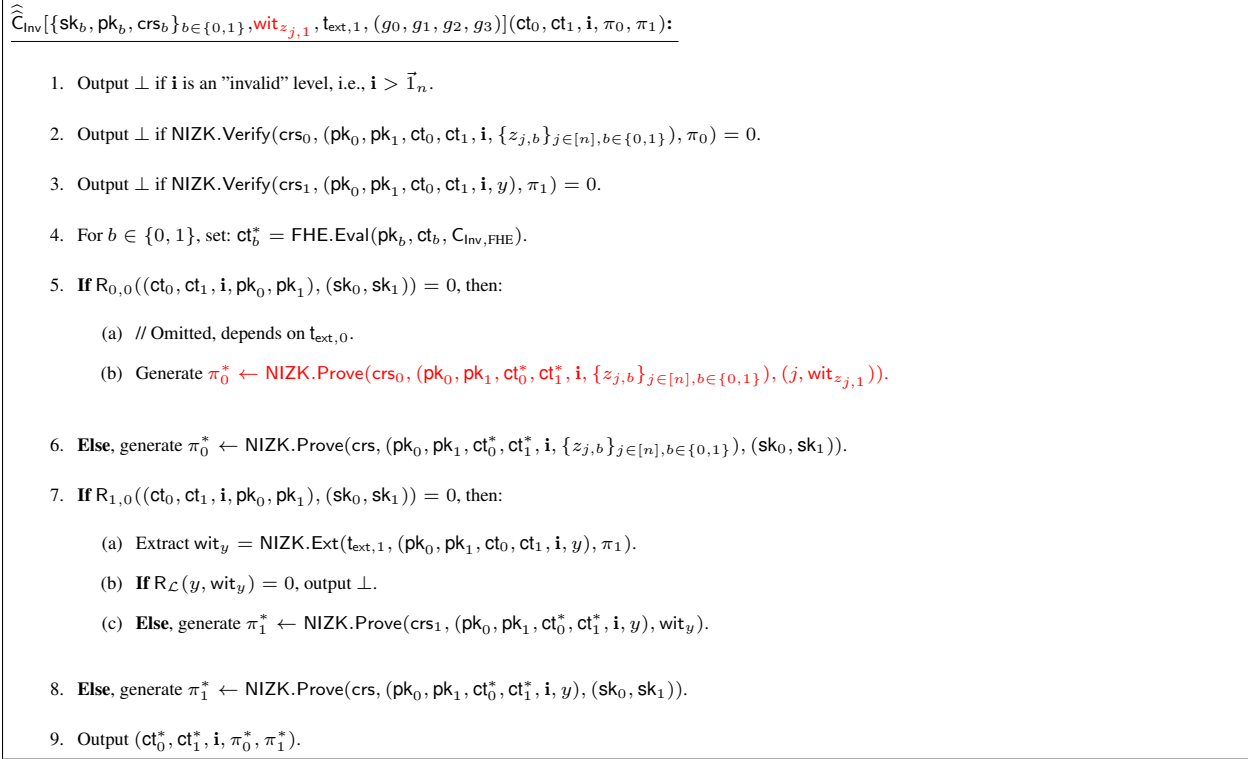 Ĉ̂_Inv[{sk_b, pk_b, crs_b}_{b∈{0,1}},wit_{z_{j,1}}, t_{ext,1}, (g_0, g_1, g_2, g_3)](ct_0, ct_1, i, π_0, π_1):
1. Output ⊥ if i is an ”invalid” level, i.e., i > 1⃗_n.
2. Output ⊥ if NIZK.Verify(crs_0, (pk_0, pk_1, ct_0, ct_1, i, {z_{j,b}}_{j∈[n],b∈{0,1}}), π_0) = 0.
3. Output ⊥ if NIZK.Verify(crs_1, (pk_0, pk_1, ct_0, ct_1, i, y), π_1) = 0.
4. For b ∈ {0, 1}, set: ct*_b = FHE.Eval(pk_b, ct_b, C_{Inv,FHE}).
5. If R_{0,0}((ct_0, ct_1, i, pk_0, pk_1), (sk_0, sk_1)) = 0, then:
(a) // Omitted, depends on t_{ext,0}.
(b) Generate π*_0 ← NIZK.Prove(crs_0, (pk_0, pk_1, ct*_0, ct*_1, i, {z_{j,b}}_{j∈[n],b∈{0,1}}), (j, wit_{z_{j,1}})).
6. Else, generate π*_0 ← NIZK.Prove(crs, (pk_0, pk_1, ct*_0, ct*_1, i, {z_{j,b}}_{j∈[n],b∈{0,1}}), (sk_0, sk_1)).
7. If R_{1,0}((ct_0, ct_1, i, pk_0, pk_1), (sk_0, sk_1)) = 0, then:
(a) Extract wit_y = NIZK.Ext(t_{ext,1}, (pk_0, pk_1, ct_0, ct_1, i, y), π_1).
(b) If R_ℒ(y, wit_y) = 0, output ⊥.
(c) Else, generate π*_1 ← NIZK.Prove(crs_1, (pk_0, pk_1, ct*_0, ct*_1, i, y), wit_y).
8. Else, generate π*_1 ← NIZK.Prove(crs, (pk_0, pk_1, ct*_0, ct*_1, i, y), (sk_0, sk_1)).
9. Output (ct*_0, ct*_1, i, π*_0, π*_1).